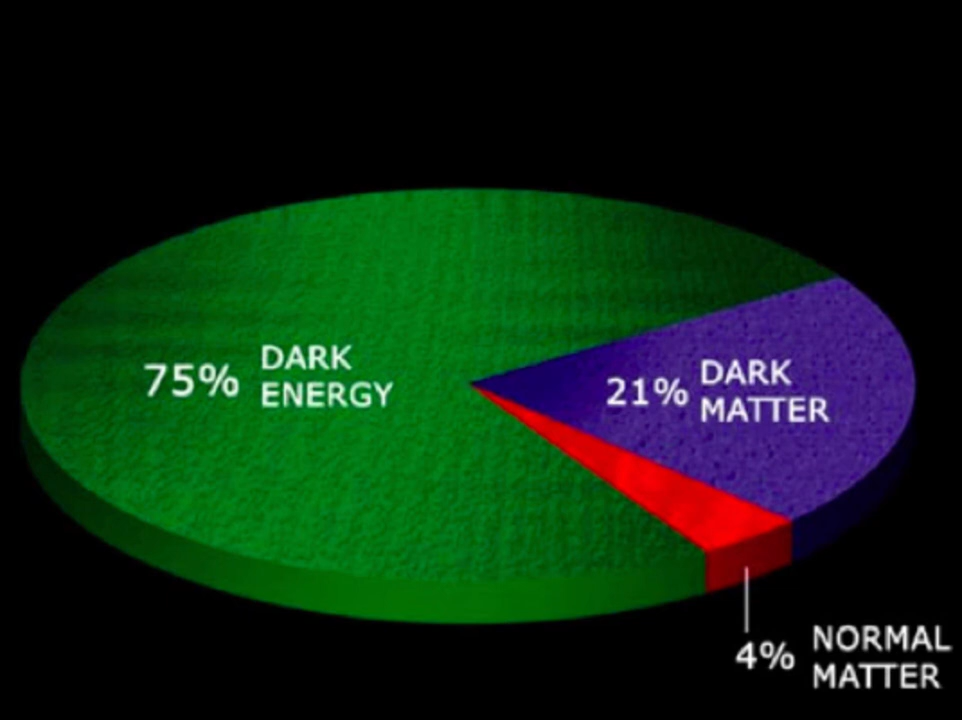 75% DARK
ENERGY
21% DARK
MATTER
4% NORMAL
MATTER